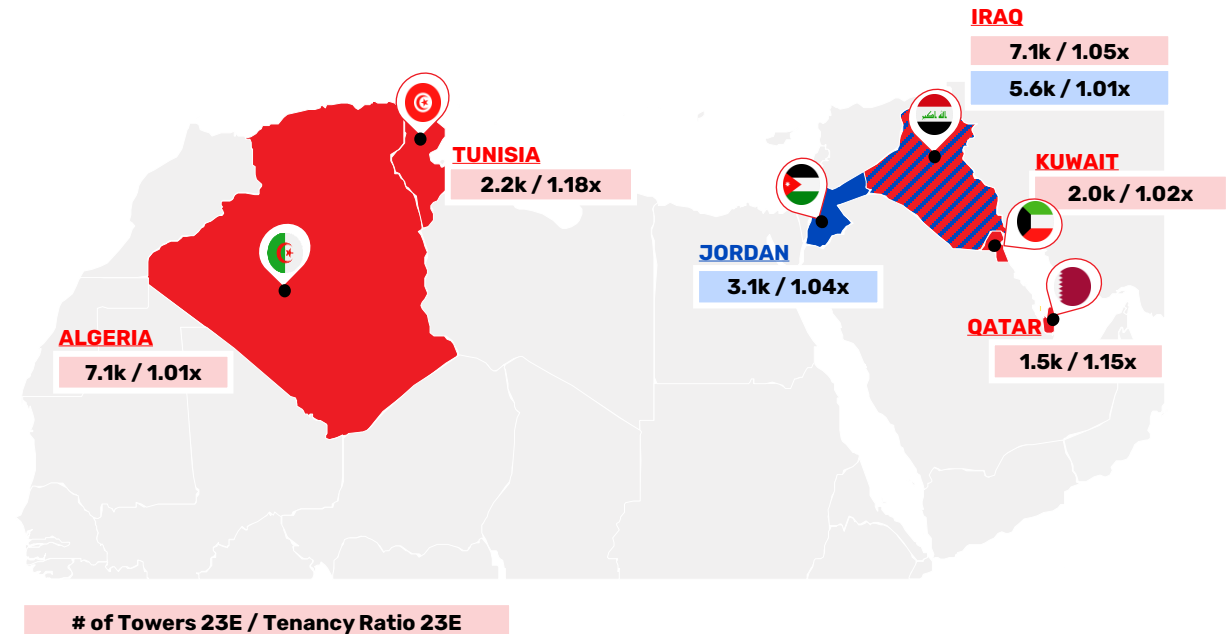 IRAQ
7.1k / 1.05x
5.6k / 1.01x
TUNISIA
2.2k / 1.18x
KUWAIT
2.0k / 1.02x
JORDAN
3.1k / 1.04x
QATAR
1.5k / 1.15x
ALGERIA
7.1k / 1.01x
# of Towers 23E / Tenancy Ratio 23E